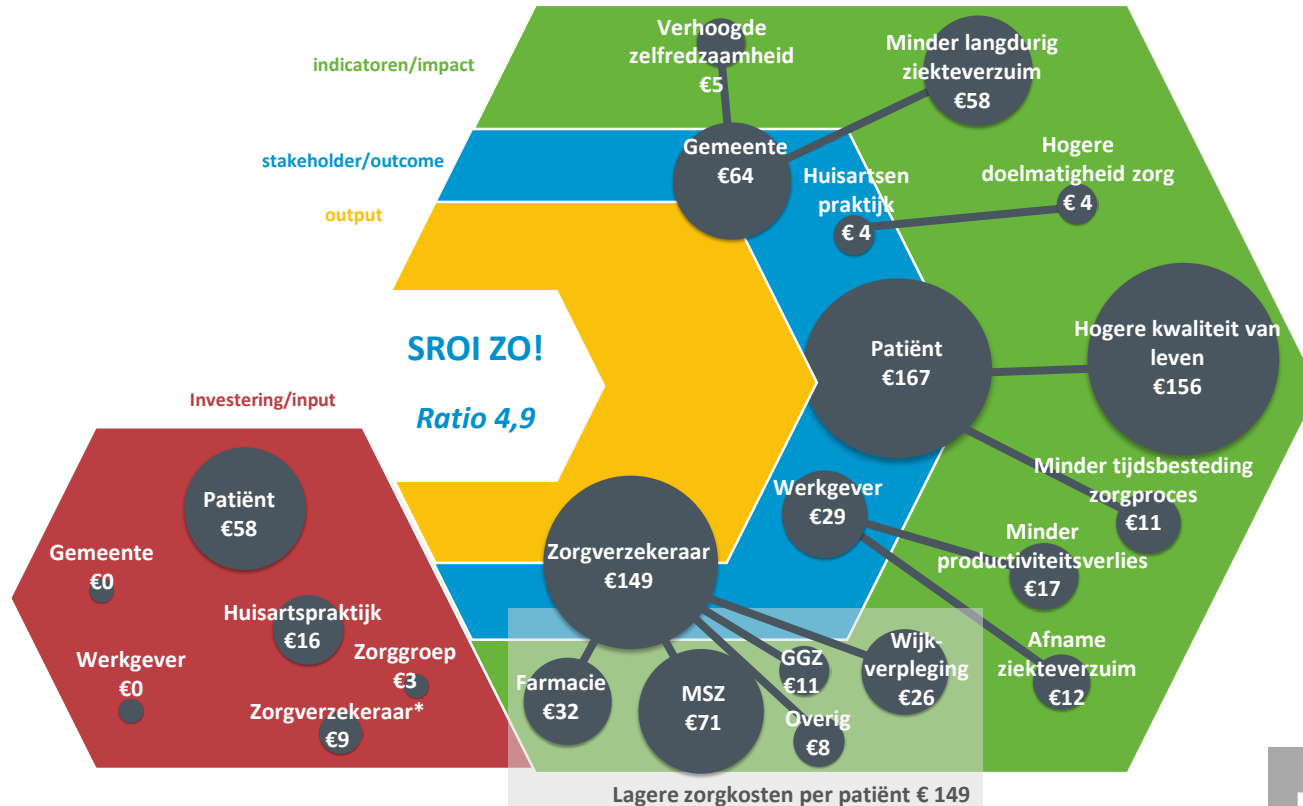 indicatoren/impact
stakeholder/outcome
output
Verhoogde
zelfredzaamheid
€5
Minder langdurig
ziekteverzuim
€58
Gemeente
€64
Huisartsen
praktijk
€ 4
Hogere
doelmatigheid zorg
€ 4
SROI ZO!
Ratio 4,9
Patiënt
€167
Hogere kwaliteit van
leven
€156
Minder tijdsbesteding
zorgproces
€11
Werkgever
€29
Minder
productiviteitsverlies
€17
Afname
ziekteverzuim
€12
Zorgverzekeraar
€149
Farmacie
€32
MSZ
€71
GGZ
€11
Overig
€8
Wijk-
verpleging
€26
Lagere zorgkosten per patiënt € 149
Investering/input
Patiënt
€58
Gemeente
€0
Huisartspraktijk
€16
Werkgever
€0
Zorggroep
€3
Zorgverzekeraar*
€9